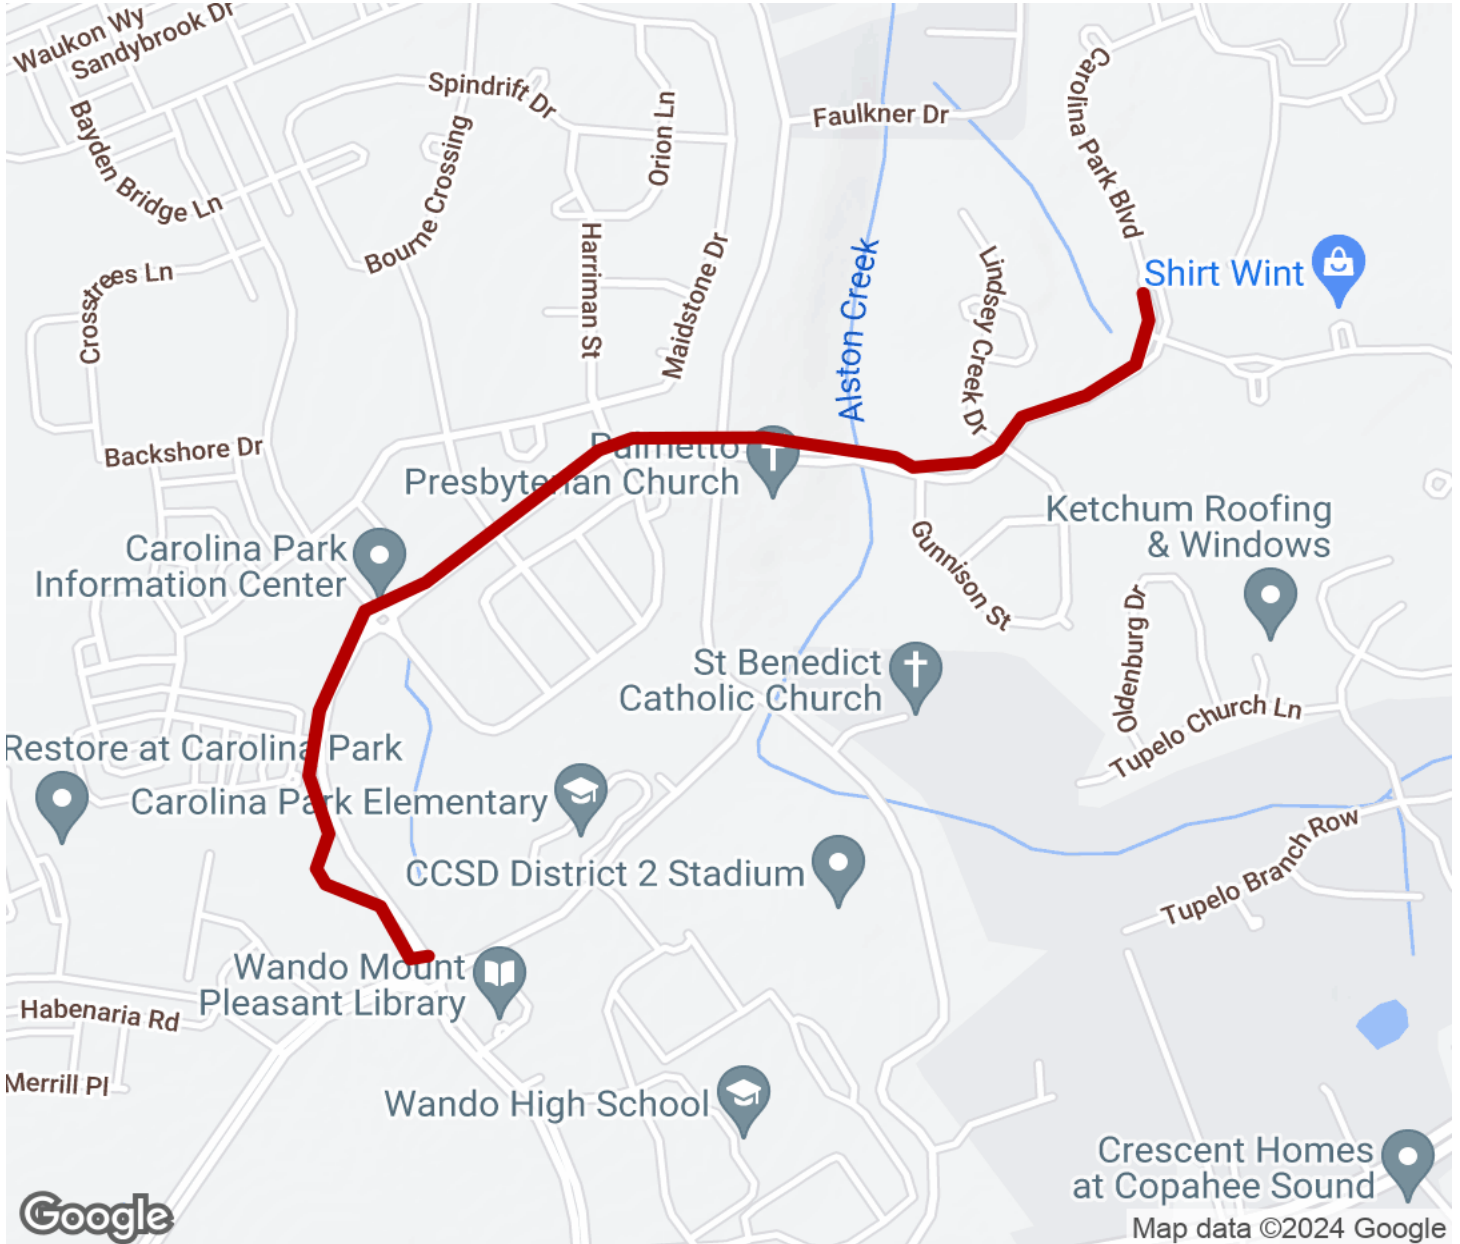 Waukon Wy
Sandybrook Dr
Spindrift Dr
Orion Ln
Faulkner Dr
Carolina Park Blvd
Bayden Bridge Ln
Bourne Crossing
Harriman St
Maidstone Dr
Alston Creek
Lindsey Creek Dr
Shirt Wint
Crosstrees Ln
Backshore Dr
Palmetto
Presbyterian Church
Carolina Park
Information Center
Gunnison St
Ketchum Roofing
& Windows
Oldenburg Dr
St Benedict
Catholic Church
Tupelo Church Ln
Restore at Carolina Park
Carolina Park Elementary
CCSD District 2 Stadium
Tupelo Branch Row
Wando Mount
Pleasant Library
Habenaria Rd
Merrill Pl
Wando High School
Crescent Homes
at Copahee Sound
Google
Map data ©2024 Google